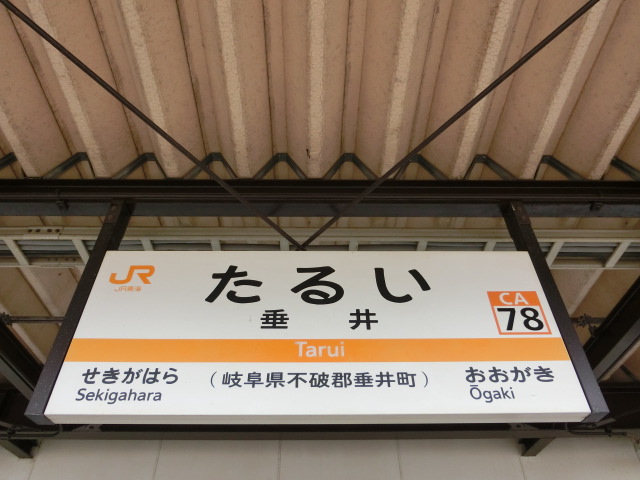 JR
JR東海
たるい
垂井
CA
78
Tarui
せきがはら
Sekigahara
(岐阜県不破郡垂井町)
おおがき
Ōgaki